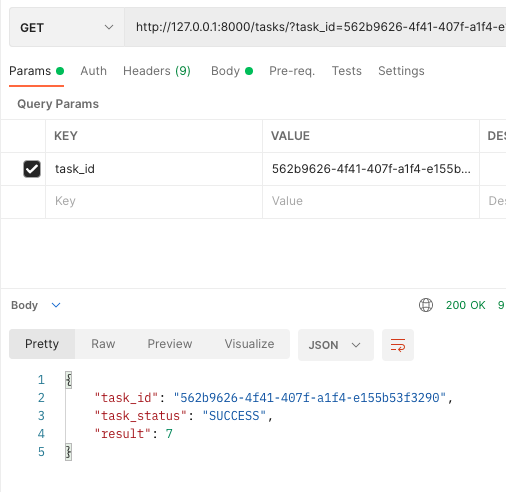 GET http://127.0.0.1:8000/tasks/?task_id=562b9626-4f41-407f-a1f4-e
Params Auth Headers (9) Body Pre-req. Tests Settings
Query Params
KEY VALUE DES
task_id 562b9626-4f41-407f-a1f4-e155b...
Key Value Des
Body 200 OK 9
Pretty Raw Preview Visualize JSON
1 {
2 "task_id": "562b9626-4f41-407f-a1f4-e155b53f3290",
3 "task_status": "SUCCESS",
4 "result": 7
5 }